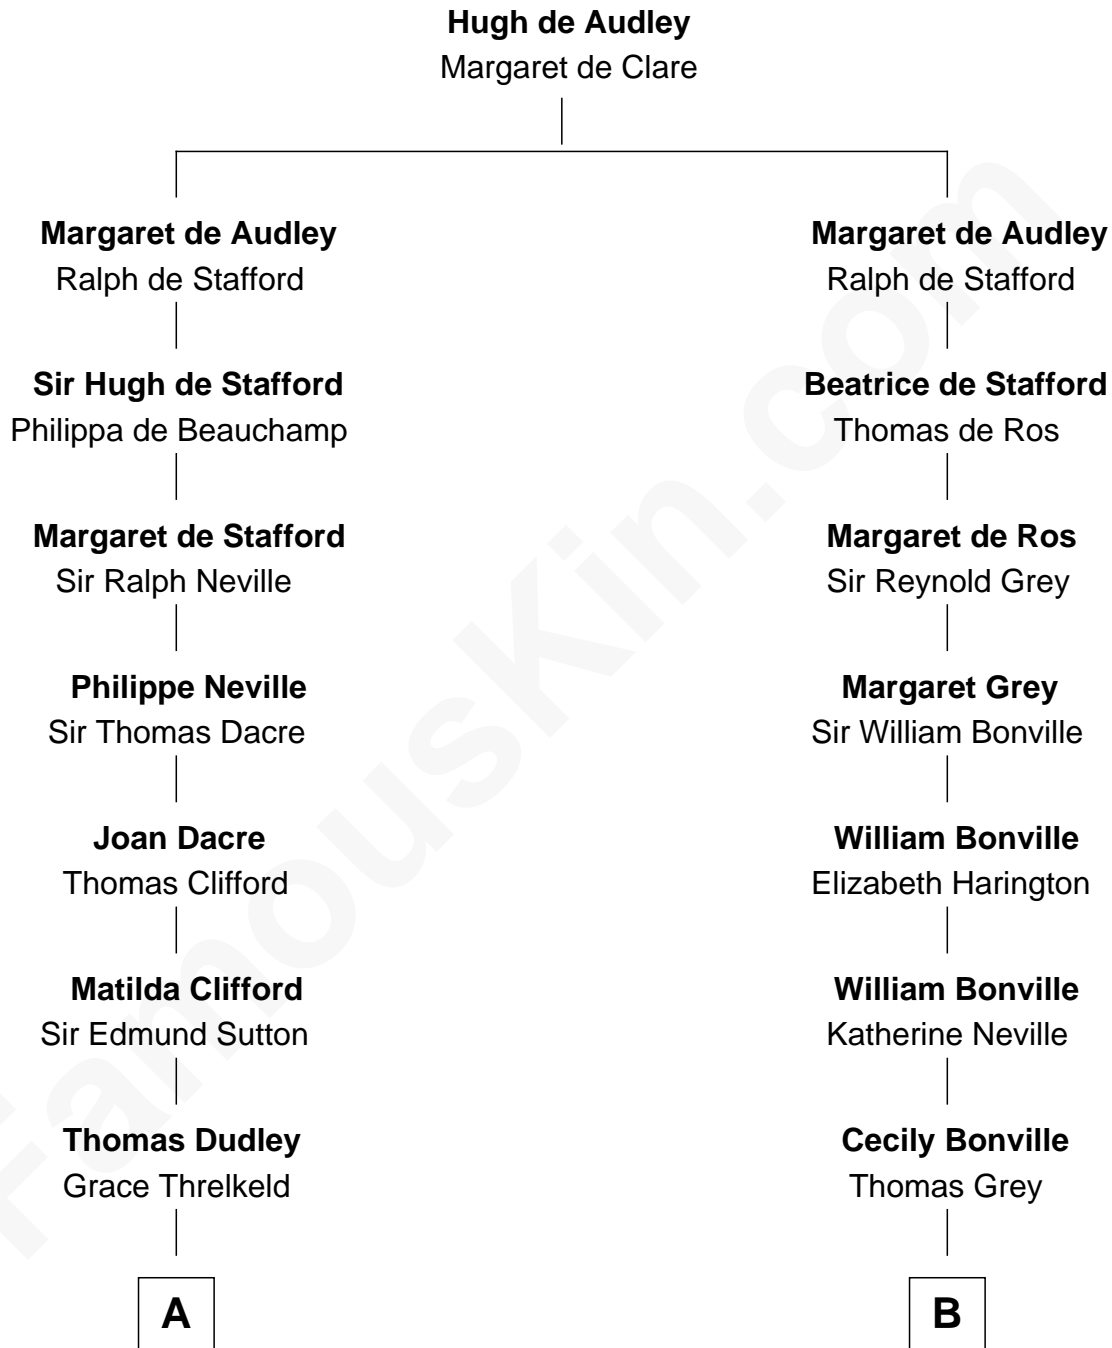 Hugh de Audley
Margaret de Clare
Margaret de Audley
Ralph de Stafford
Margaret de Audley
Ralph de Stafford
Sir Hugh de Stafford
Philippa de Beauchamp
Beatrice de Stafford
Thomas de Ros
Margaret de Stafford
Sir Ralph Neville
Margaret de Ros
Sir Reynold Grey
Philippe Neville
Sir Thomas Dacre
Margaret Grey
Sir William Bonville
Joan Dacre
Thomas Clifford
William Bonville
Elizabeth Harington
Matilda Clifford
Sir Edmund Sutton
William Bonville
Katherine Neville
Thomas Dudley
Grace Threlkeld
Cecily Bonville
Thomas Grey
A
B
FamousKin.com